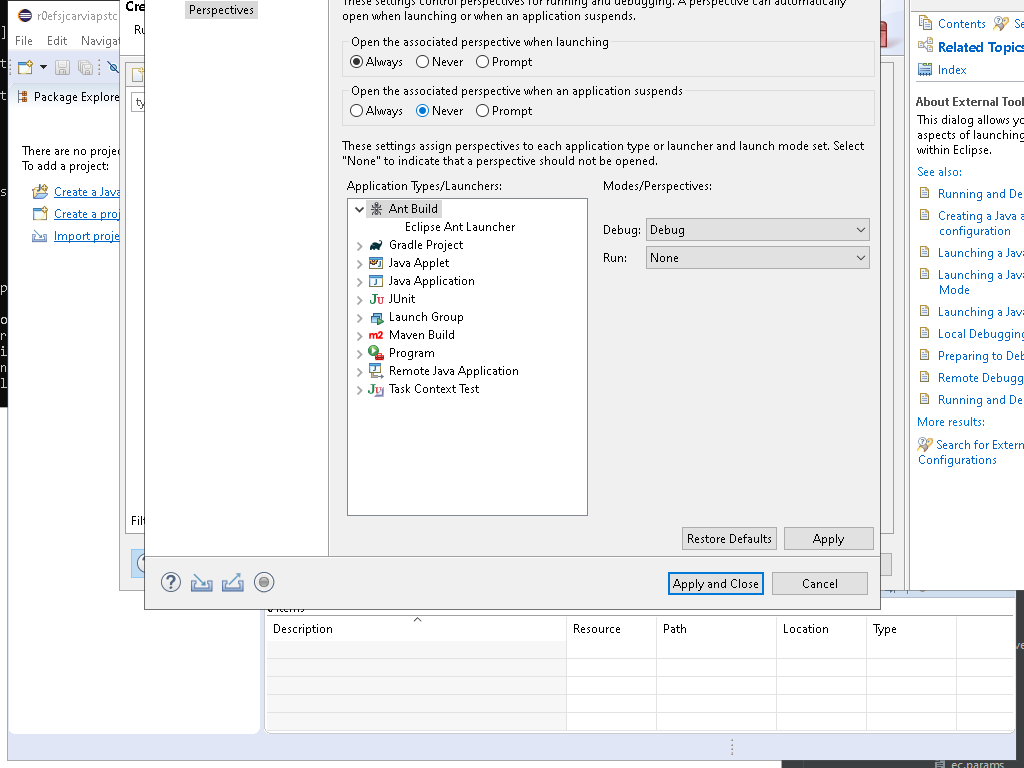 r0efsjcarviapstc
File Edit Navigat
Package Explore
There are no proje
To add a project:
Create a Java
Create a proj
Import proje
Cre
Ru
ty
Filt
Perspectives
These settings control perspectives for running and debugging. A perspective can automatically
open when launching or when an application suspends.
Open the associated perspective when launching
Always Never Prompt
Open the associated perspective when an application suspends
Always Never Prompt
These settings assign perspectives to each application type or launcher and launch mode set. Select
"None" to indicate that a perspective should not be opened.
Application Types/Launchers:
Modes/Perspectives:
Ant Build
Eclipse Ant Launcher
Gradle Project
Java Applet
Java Application
JUnit
Launch Group
Maven Build
Program
Remote Java Application
Task Context Test
Debug: Debug
Run: None
Restore Defaults Apply
Apply and Close Cancel
Contents Se
Related Topics
Index
About External Tool
This dialog allows yo
aspects of launching
within Eclipse.
See also:
Running and De
Creating a Java a
configuration
Launching a Java
Launching a Java
Mode
Launching a Java
Local Debugging
Preparing to Deb
Remote Debugg
Running and De
More results:
Search for Extern
Configurations
0 items
Description Resource Path Location Type
ec.params